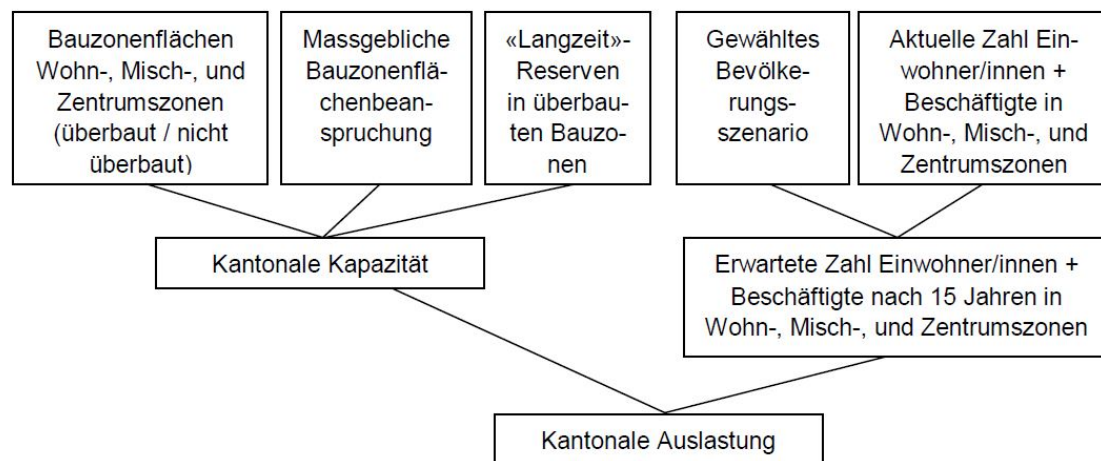 Bauzonenflächen
Wohn-, Misch-, und
Zentrumszonen
(überbaut / nicht
überbaut)
Massgebliche
Bauzonenflä-
chenbean-
spruchung
«Langzeit»-
Reserven
in überbau-
ten Bauzo-
nen
Gewähltes
Bevölke-
rungs-
szenario
Aktuelle Zahl Ein-
wohner/innen +
Beschäftigte in
Wohn-, Misch-, und
Zentrumszonen
Kantonale Kapazität
Erwartete Zahl Einwohner/innen +
Beschäftigte nach 15 Jahren in
Wohn-, Misch-, und Zentrumszonen
Kantonale Auslastung